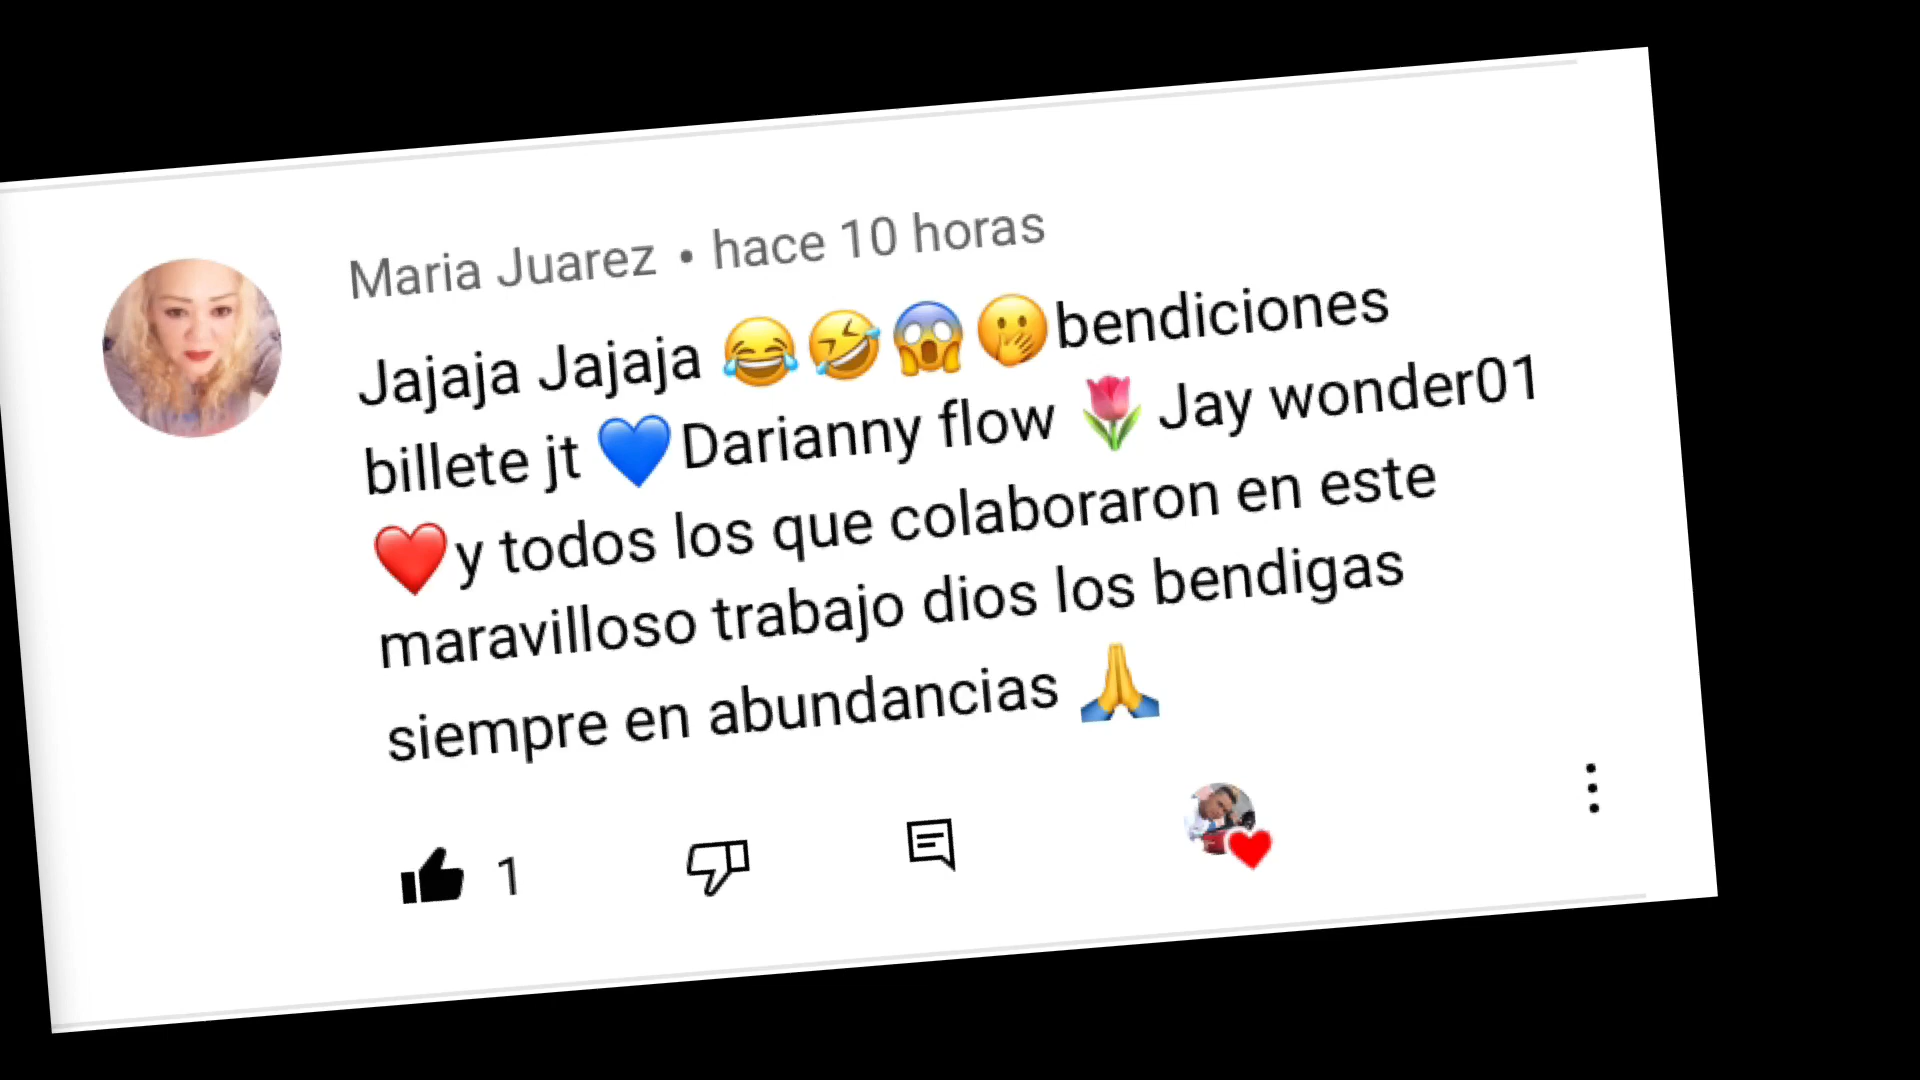 Maria Juarez • hace 10 horas
Jajaja Jajaja 😂🤣😱🤭bendiciones
billete jt 💙Darianny flow 🌷Jay wonder01
❤️y todos los que colaboraron en este
maravilloso trabajo dios los bendigas
siempre en abundancias 🙏
1